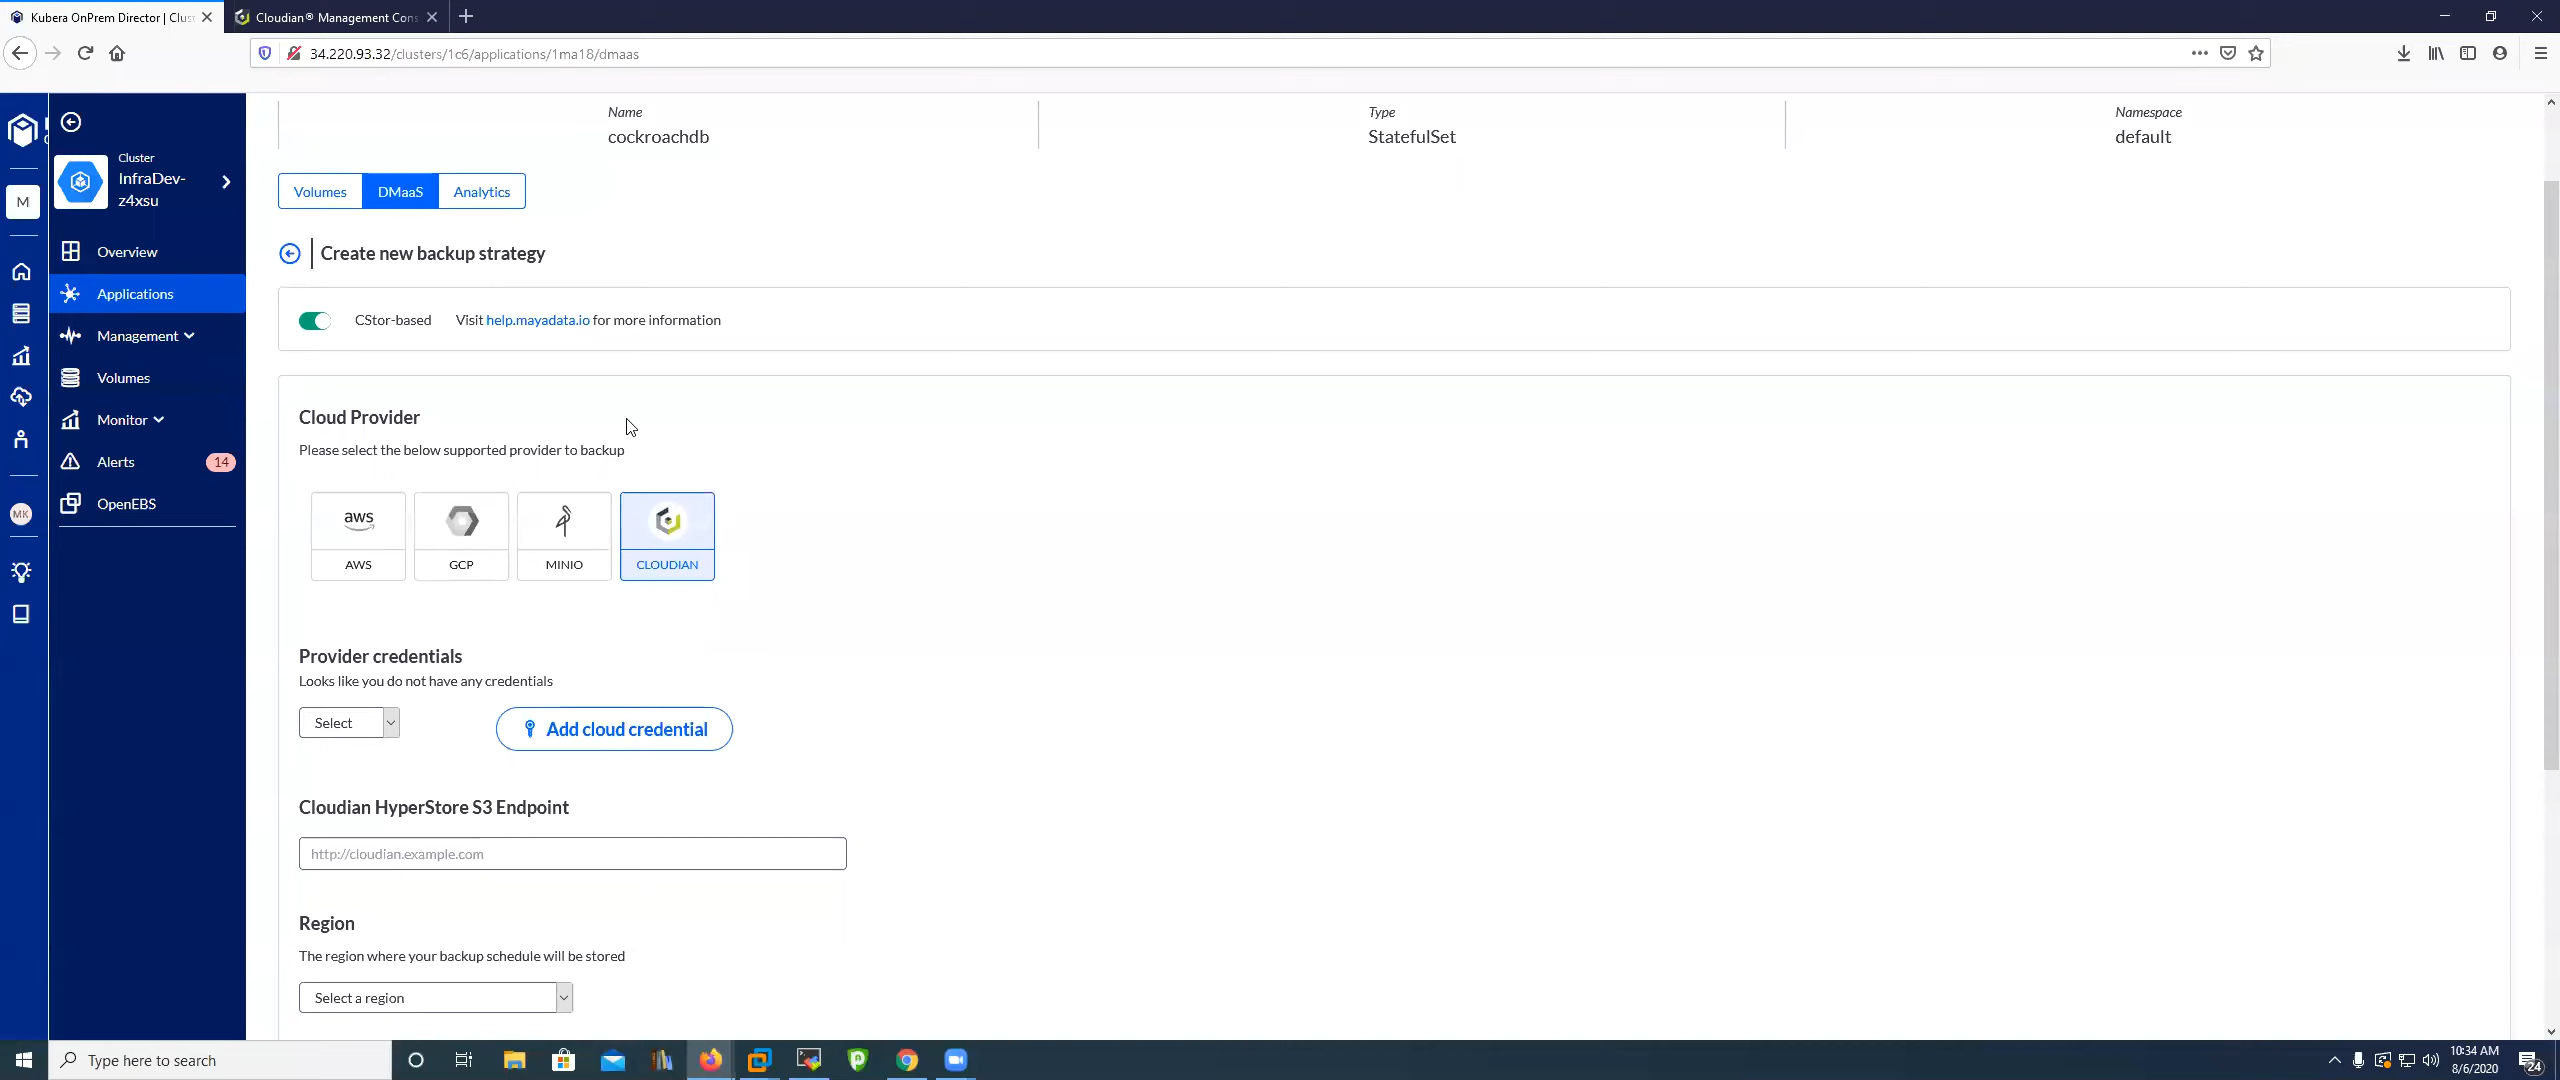 Kubera OnPrem Director | Clus
Cloudian® Management Cons
34.220.93.32/clusters/1c6/applications/1ma18/dmaas
Name
cockroachdb
Type
StatefulSet
Namespace
default
M
Cluster
InfraDev-
z4xsu
Overview
Applications
Management
Volumes
Monitor
Alerts
14
OpenEBS
MK
Volumes
DMaaS
Analytics
Create new backup strategy
CStor-based
Visit help.mayadata.io for more information
Cloud Provider
Please select the below supported provider to backup
aws
AWS
GCP
MINIO
CLOUDIAN
Provider credentials
Looks like you do not have any credentials
Select
Add cloud credential
Cloudian HyperStore S3 Endpoint
http://cloudian.example.com
Region
The region where your backup schedule will be stored
Select a region
Type here to search
10:34 AM
8/6/2020
24